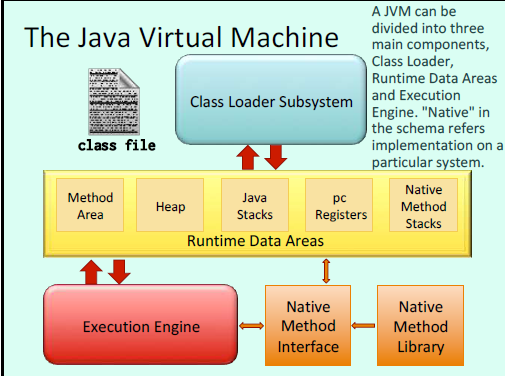 The Java Virtual Machine
A JVM can be
divided into three
main components,
Class Loader,
Runtime Data Areas
and Execution
Engine. "Native" in
the schema refers
implementation on a
particular system.
class file
Class Loader Subsystem
Method
Area
Heap
Java
Stacks
pc
Registers
Native
Method
Stacks
Runtime Data Areas
Execution Engine
Native
Method
Interface
Native
Method
Library